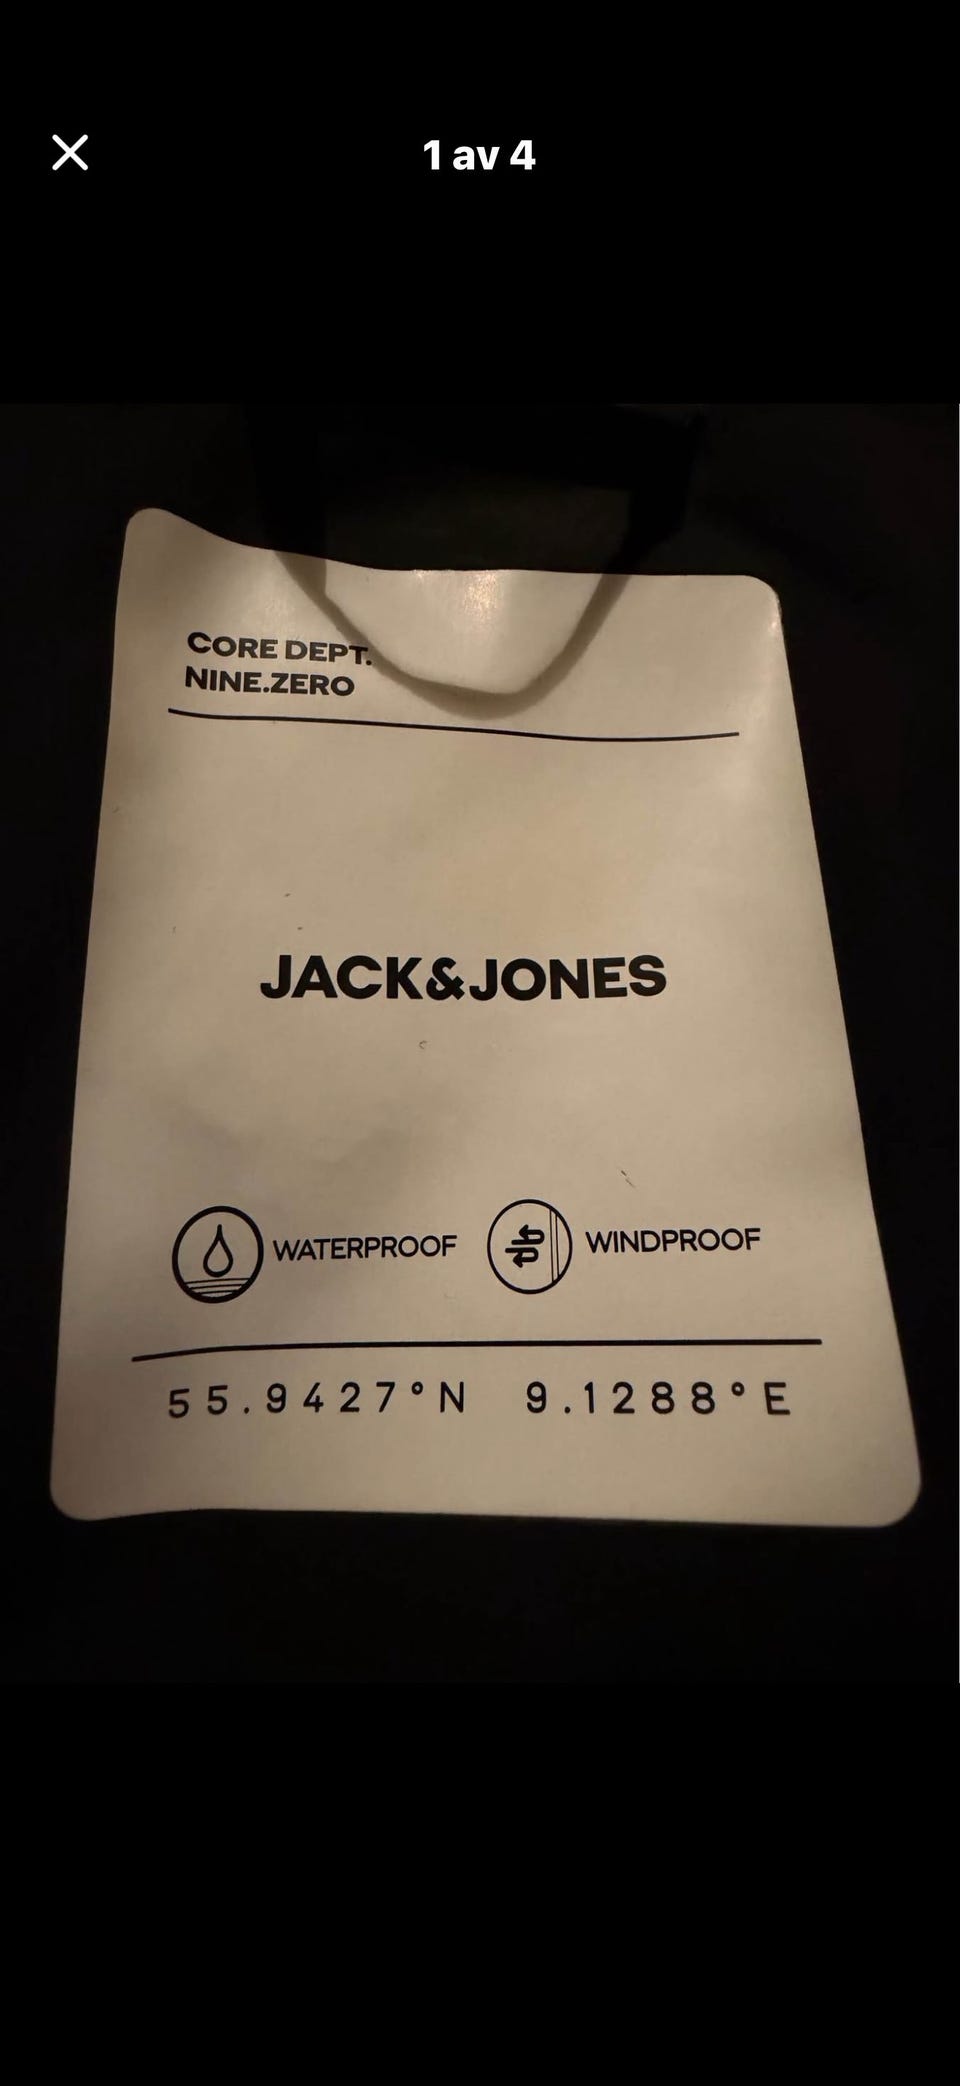 1 av 4
CORE DEPT.
NINE.ZERO
JACK&JONES
WATERPROOF WINDPROOF
55.9427°N 9.1288°E